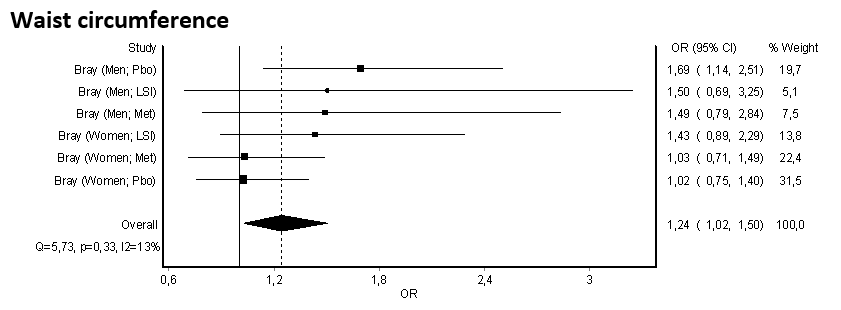 Waist circumference
Study OR (95% CI) % Weight
Bray (Men; Pbo) 1,69 ( 1,14, 2,51) 19,7
Bray (Men; LSI) 1,50 ( 0,69, 3,25) 5,1
Bray (Men; Met) 1,49 ( 0,79, 2,84) 7,5
Bray (Women; LSI) 1,43 ( 0,89, 2,29) 13,8
Bray (Women; Met) 1,03 ( 0,71, 1,49) 22,4
Bray (Women; Pbo) 1,02 ( 0,75, 1,40) 31,5
Overall 1,24 ( 1,02, 1,50) 100,0
Q=5,73, p=0,33, I2=13%
0,6 1,2 1,8 2,4 3
OR